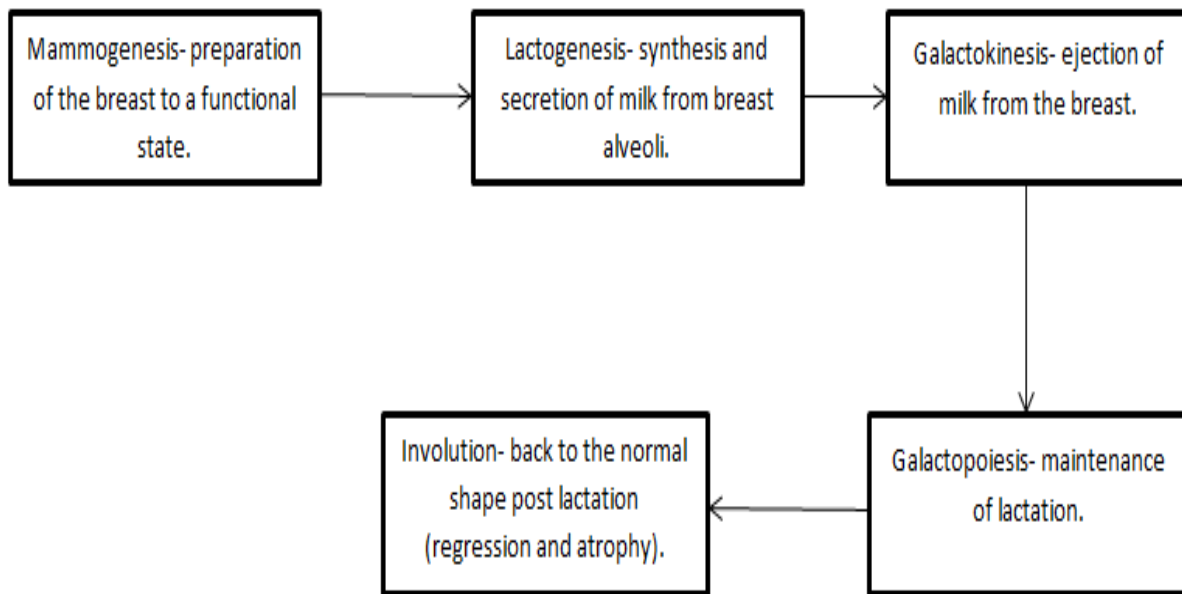 Mammogenesis- preparation
of the breast to a functional
state.
Lactogenesis- synthesis and
secretion of milk from breast
alveoli.
Galactokinesis- ejection of
milk from the breast.
Galactopoiesis- maintenance
of lactation.
Involution- back to the normal
shape post lactation
(regression and atrophy).